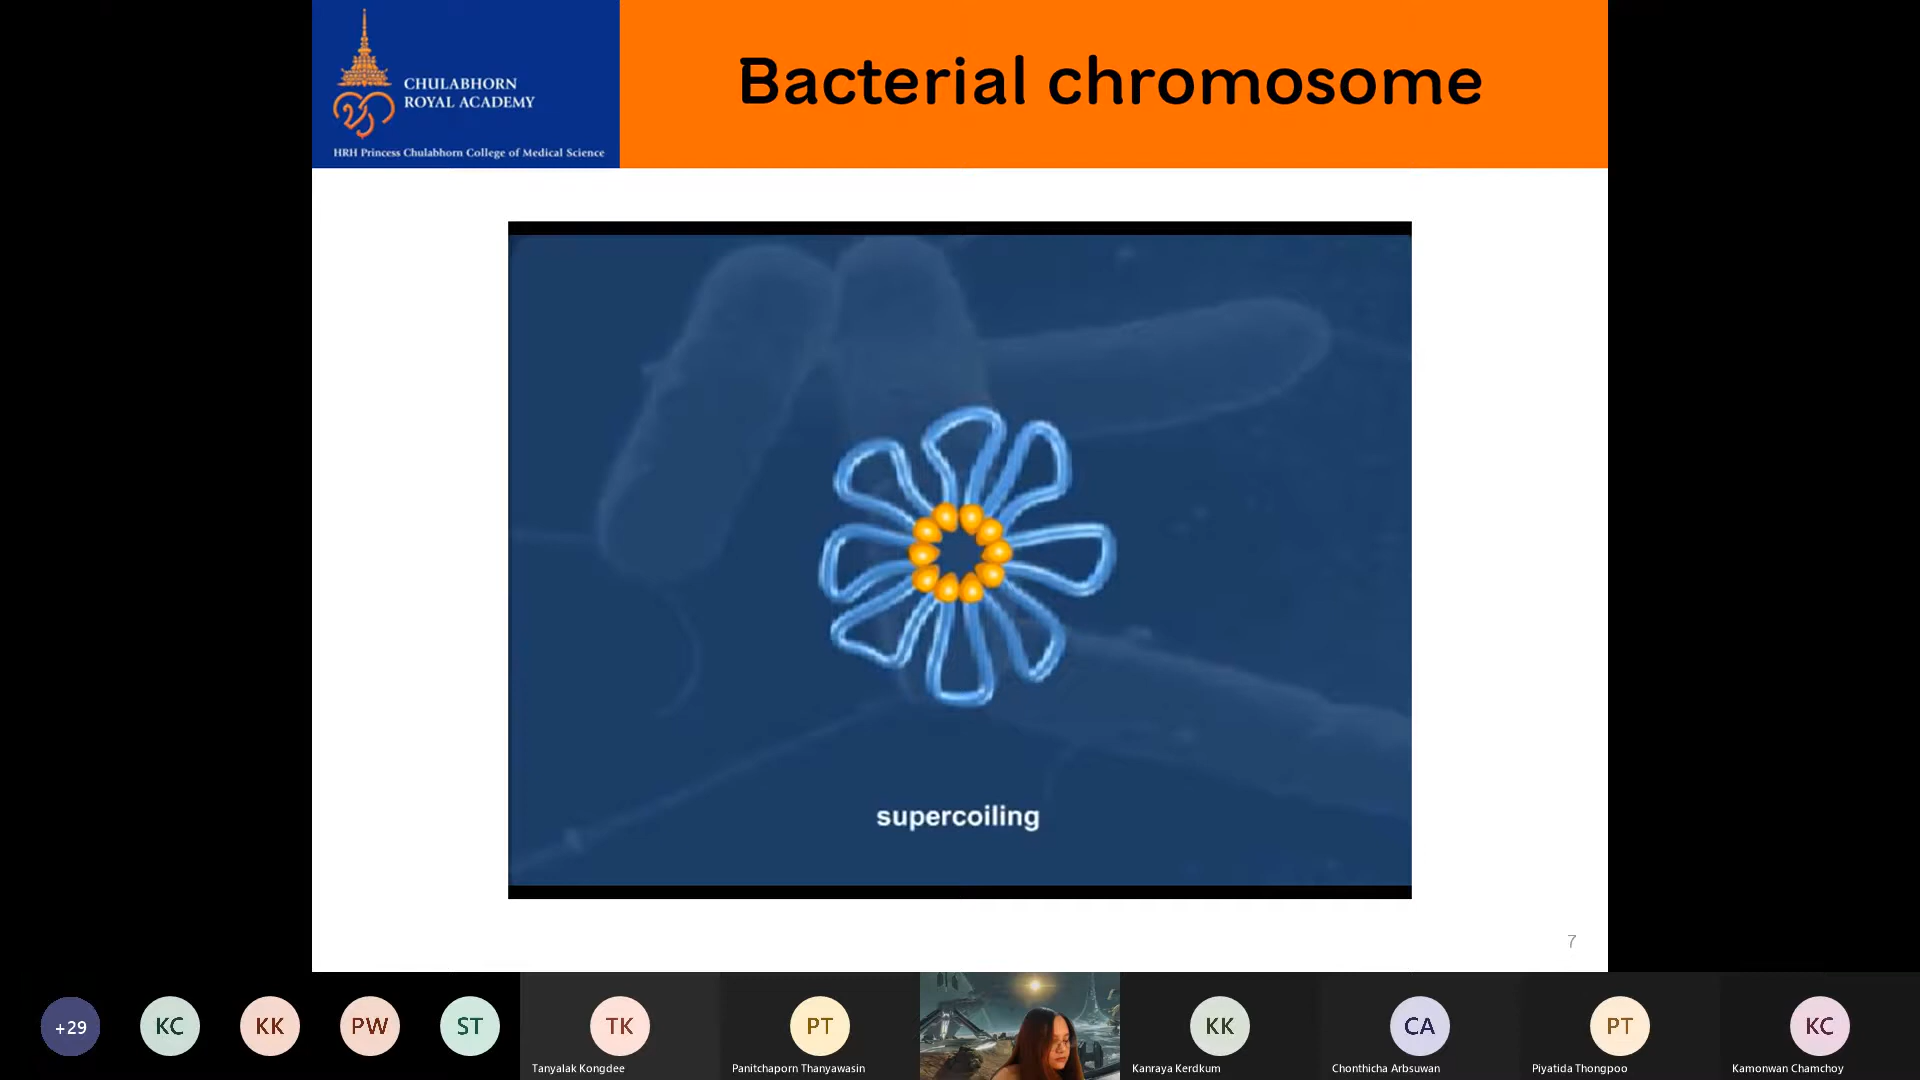 CHULABHORN
ROYAL ACADEMY
HRH Princess Chulabhorn College of Medical Science
Bacterial chromosome
supercoiling
7
+29
KC
KK
PW
ST
TK
Tanyalak Kongdee
PT
Panitchaporn Thanyawasin
KK
Kanraya Kerdkum
CA
Chonthicha Arbsuwan
PT
Piyatida Thongpoo
KC
Kamonwan Chamchoy